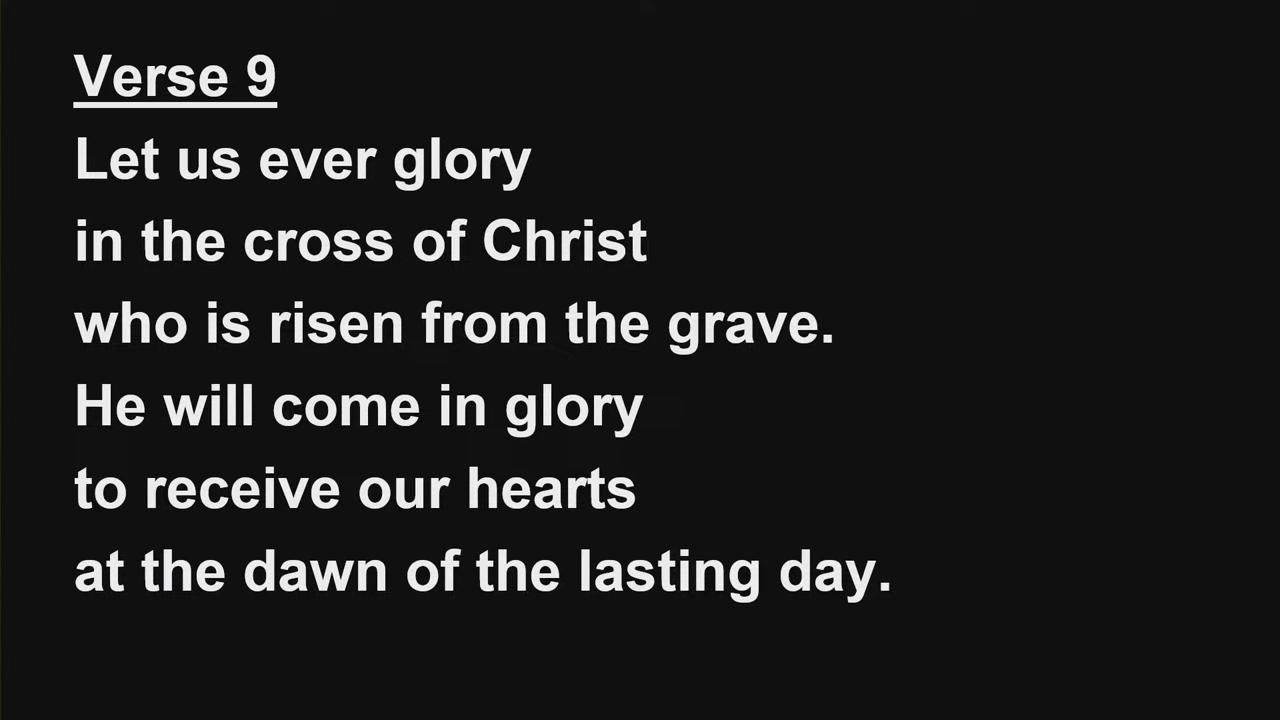 Verse 9
Let us ever glory
in the cross of Christ
who is risen from the grave.
He will come in glory
to receive our hearts
at the dawn of the lasting day.